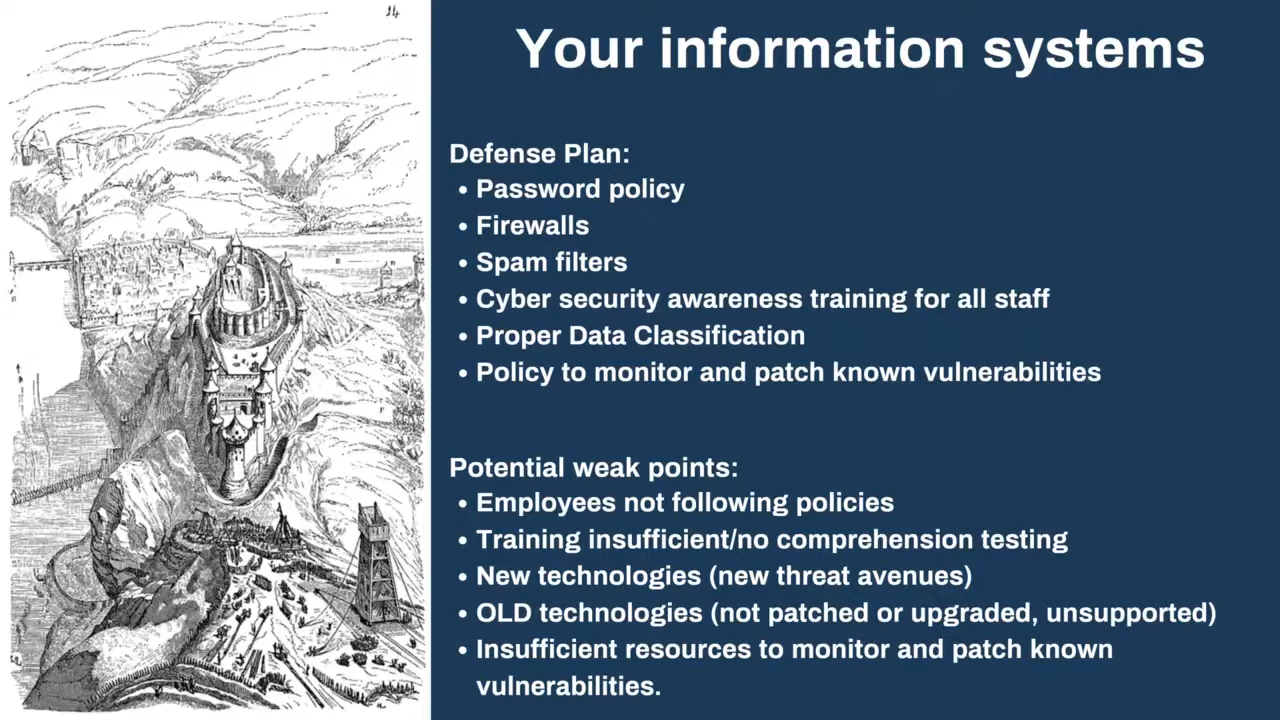 14
Your information systems
Defense Plan:
• Password policy
• Firewalls
• Spam filters
• Cyber security awareness training for all staff
• Proper Data Classification
• Policy to monitor and patch known vulnerabilities
Potential weak points:
• Employees not following policies
• Training insufficient/no comprehension testing
• New technologies (new threat avenues)
• OLD technologies (not patched or upgraded, unsupported)
• Insufficient resources to monitor and patch known
vulnerabilities.